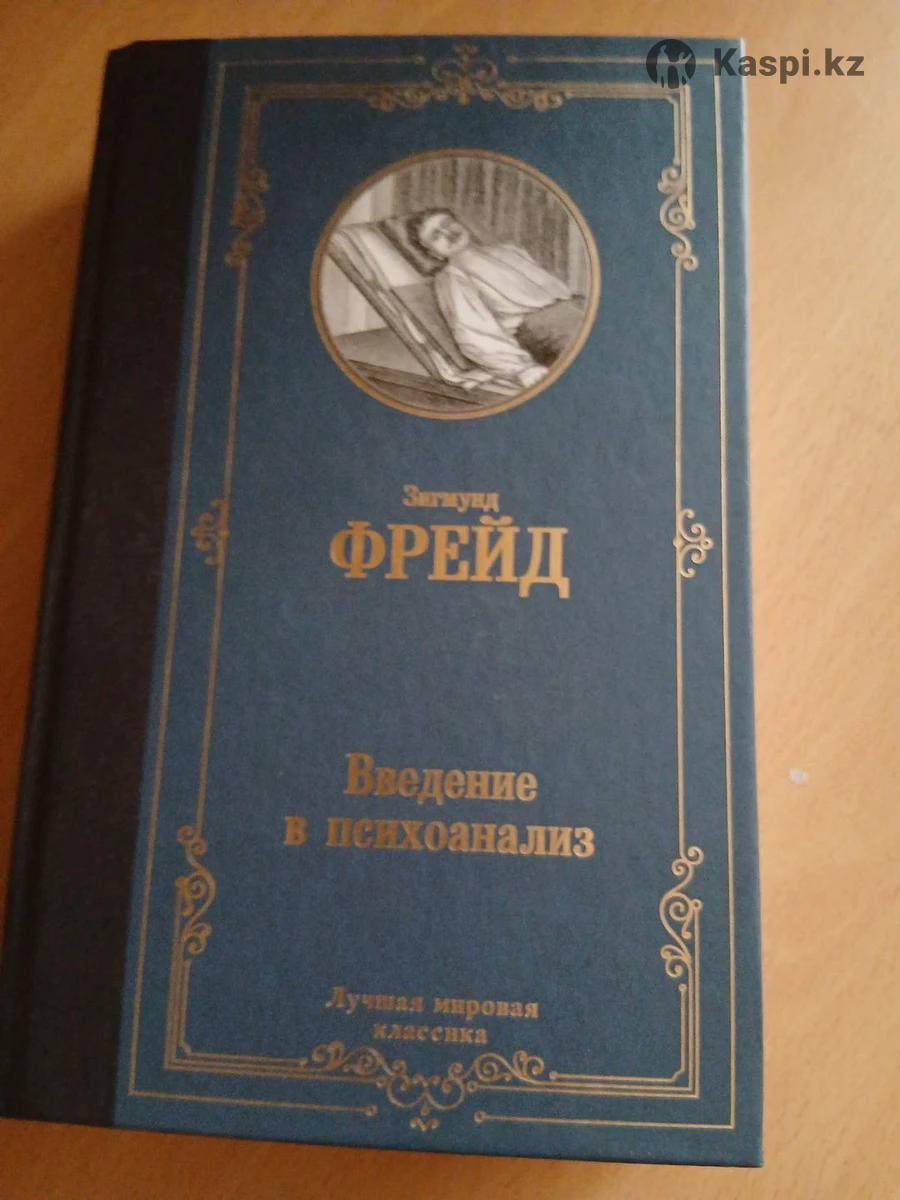 Kaspi.kz
Зигмунд
ФРЕЙД
Введение
в психоанализ
Лучшая мировая
классика